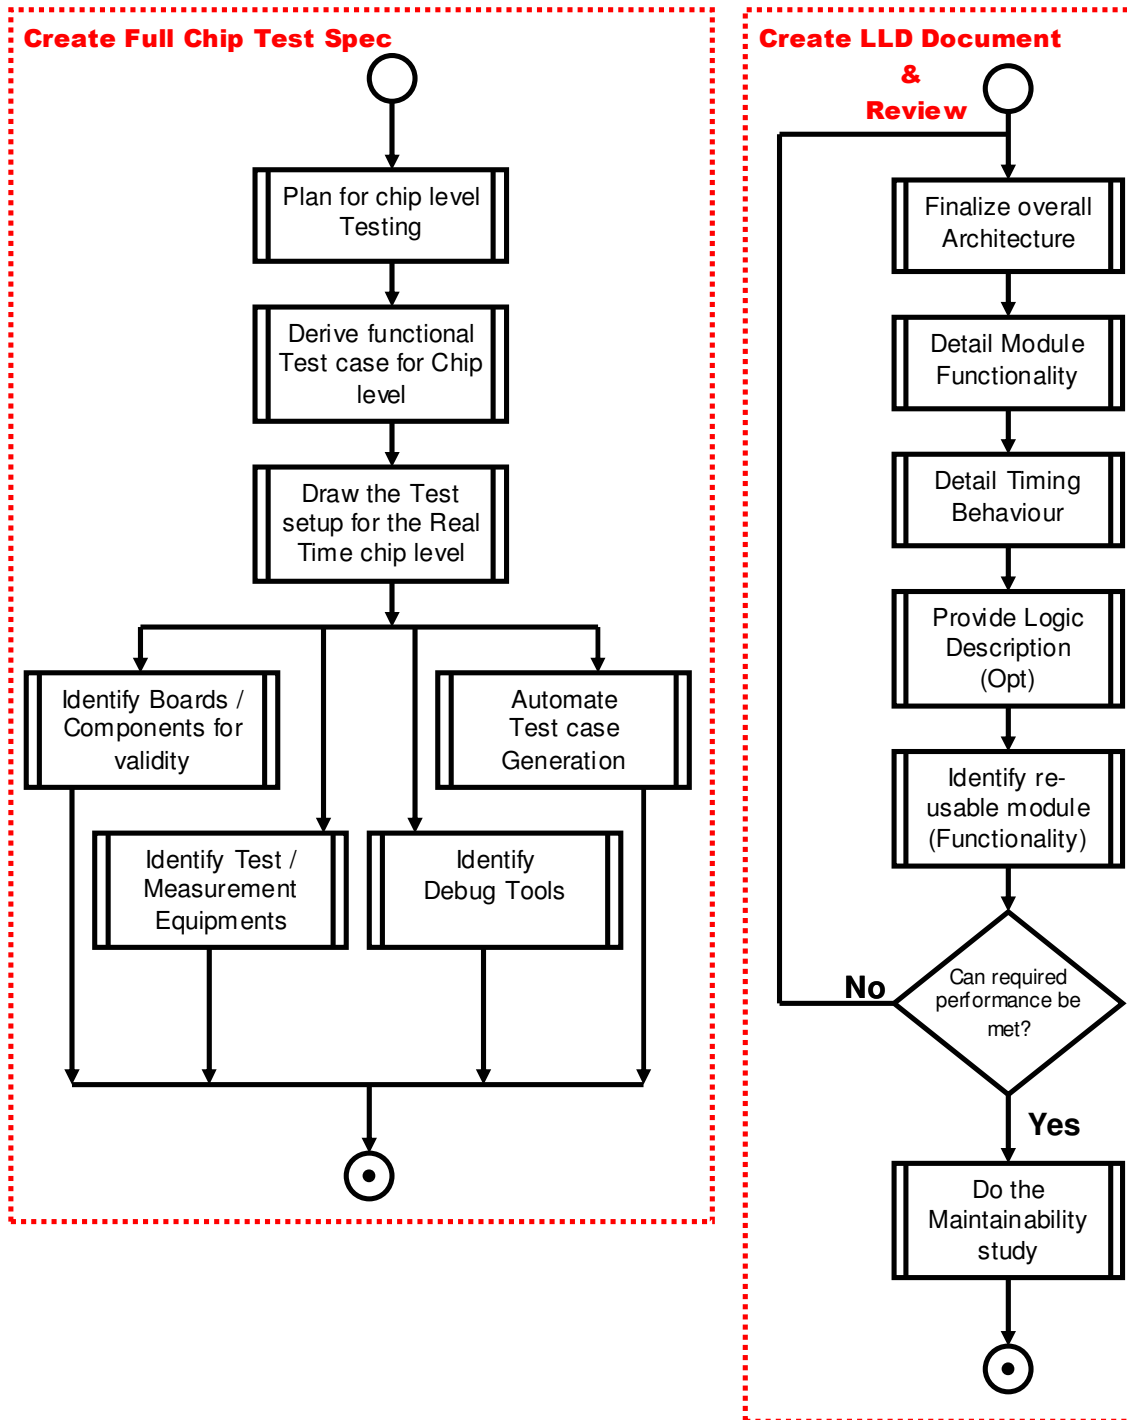 Create Full Chip Test Spec
Plan for chip level
Testing
Derive functional
Test case for Chip
level
Draw the Test
setup for the Real
Time chip level
Identify Boards /
Components for
validity
Automate
Test case
Generation
Identify Test /
Measurement
Equipments
Identify
Debug Tools
Create LLD Document
&
Review
Finalize overall
Architecture
Detail Module
Functionality
Detail Timing
Behaviour
Provide Logic
Description
(Opt)
Identify re-
usable module
(Functionality)
Can required
performance be
met?
No
Yes
Do the
Maintainability
study